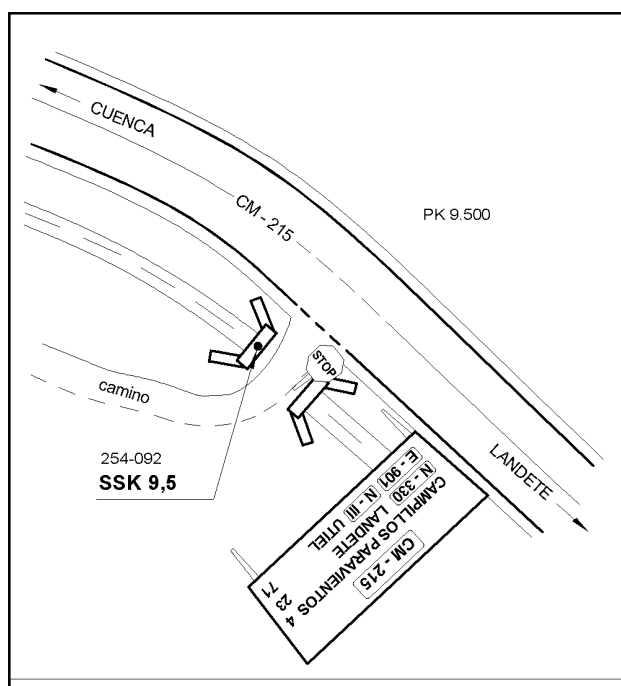 CUENCA
CM - 215
PK 9.500
STOP
camino
254-092
SSK 9,5
LANDETE
CM - 215
CAMPILLOS PARAVIENTOS 4
N - 330 LANDETE 23
E - 901 N - III UTIEL 71